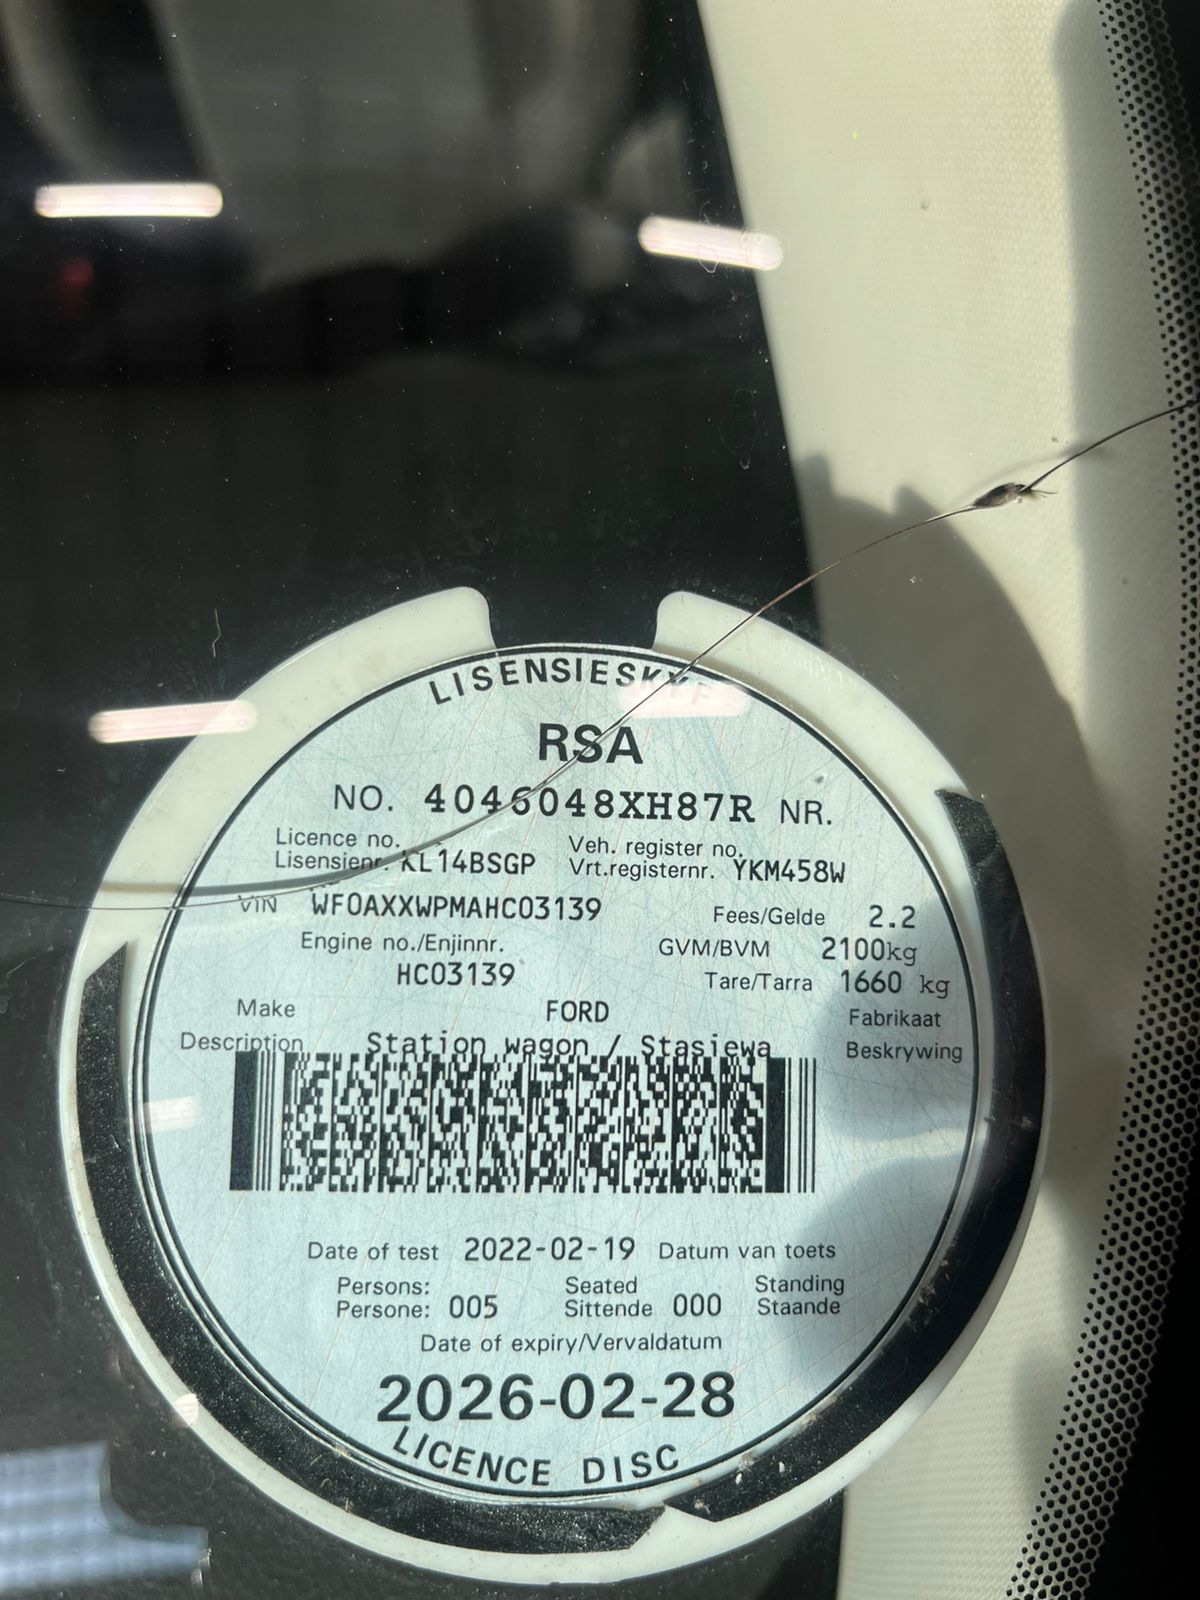 LISENSIESKYF
RSA
NO. 4046048XH87R NR.
Licence no. Veh. register no.
Lisensienr. KL14BSGP Vrt.registernr. YKM458W
VIN WF0AXXWPMAHC03139 Fees/Gelde 2.2
Engine no./Enjinnr. GVM/BVM 2100kg
HC03139 Tare/Tarra 1660 kg
Make FORD Fabrikaat
Description Station wagon / Stasiewa Beskrywing
Date of test 2022-02-19 Datum van toets
Persons: Seated Standing
Persone: 005 Sittende 000 Staande
Date of expiry/Vervaldatum
2026-02-28
LICENCE DISC